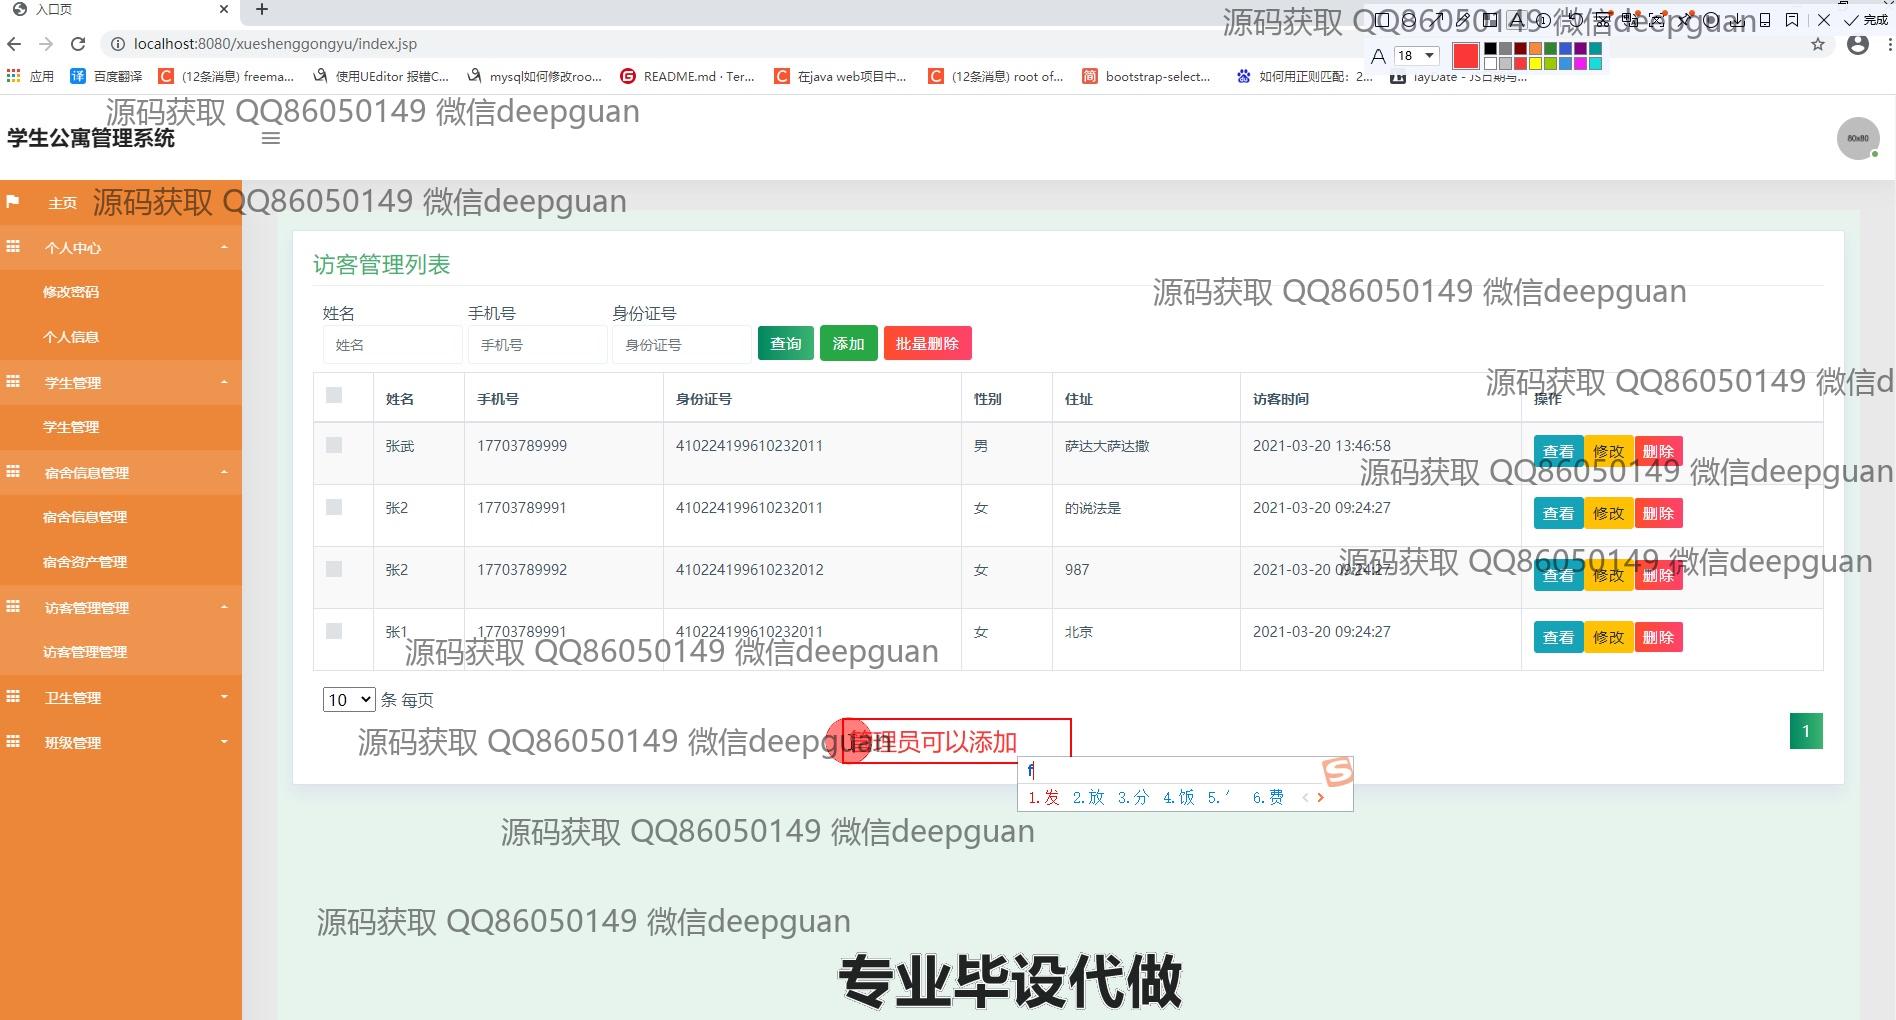 入口页
localhost:8080/xueshenggongyu/index.jsp
完成
18
应用 百度翻译 (12条消息) freema... 使用UEditor 报错C... mysql如何修改roo... README.md · Ter... 在java web项目中... (12条消息) root of... bootstrap-select... 如何用正则匹配：2... layDate - JS日期与...
源码获取 QQ86050149 微信deepguan
源码获取 QQ86050149 微信deepguan
学生公寓管理系统
80x80
主页
源码获取 QQ86050149 微信deepguan
个人中心
修改密码
个人信息
学生管理
学生管理
宿舍信息管理
宿舍信息管理
宿舍资产管理
访客管理管理
访客管理管理
卫生管理
班级管理
访客管理列表
源码获取 QQ86050149 微信deepguan
姓名 手机号 身份证号
姓名 手机号 身份证号 查询 添加 批量删除
源码获取 QQ86050149 微信d
姓名 手机号 身份证号 性别 住址 访客时间 操作
张武 17703789999 410224199610232011 男 萨达大萨达撒 2021-03-20 13:46:58 查看 修改 删除
源码获取 QQ86050149 微信deepguan
张2 17703789991 410224199610232011 女 的说法是 2021-03-20 09:24:27 查看 修改 删除
源码获取 QQ86050149 微信deepguan
张2 17703789992 410224199610232012 女 987 2021-03-20 09:24:27 查看 修改 删除
张1 17703789991 410224199610232011 女 北京 2021-03-20 09:24:27 查看 修改 删除
源码获取 QQ86050149 微信deepguan
10 条 每页
1
源码获取 QQ86050149 微信deepguan
管理员可以添加
f
1.发 2.放 3.分 4.饭 5.′ 6.费
源码获取 QQ86050149 微信deepguan
源码获取 QQ86050149 微信deepguan
专业毕设代做